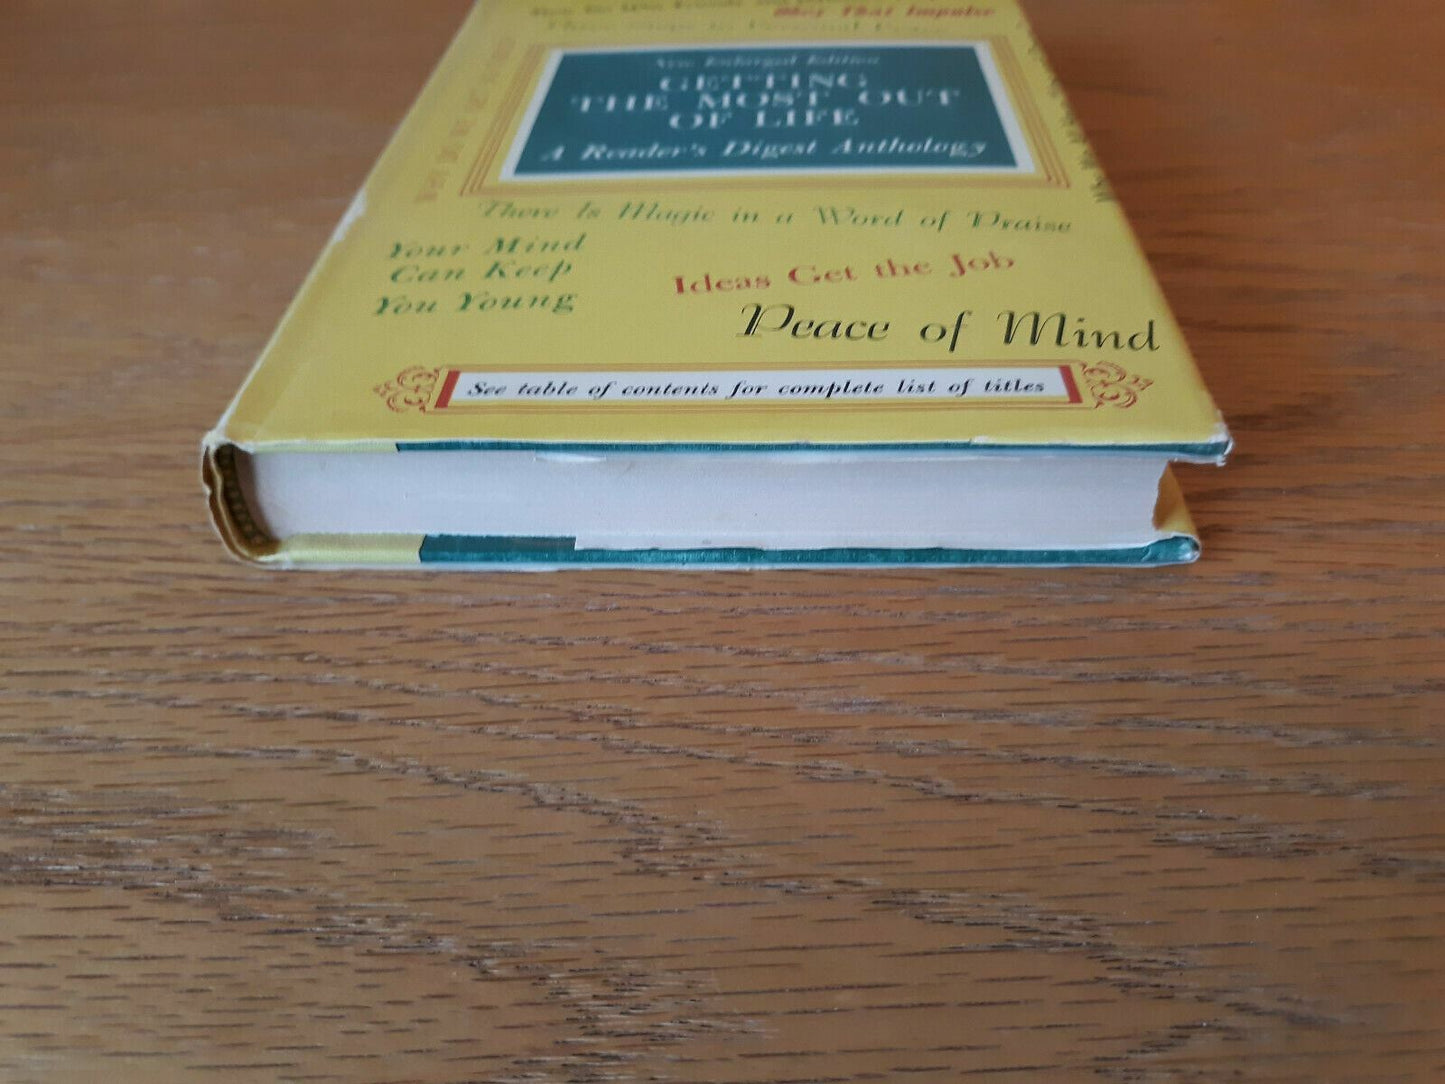 Obey That Impulse
New Enlarged Edition
GETTING
THE MOST OUT
OF LIFE
A Reader's Digest Anthology
There Is Magic in a Word of Praise
Your Mind
Can Keep
You Young
Ideas Get the Job
Peace of Mind
See table of contents for complete list of titles